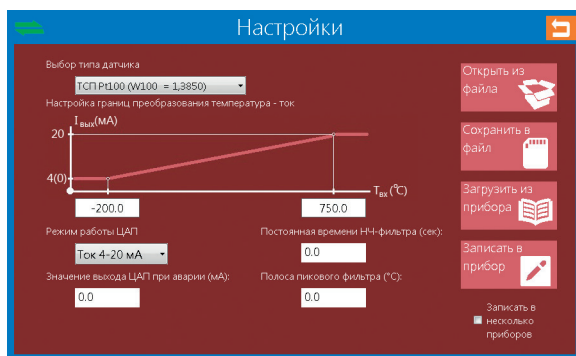 Настройки
Выбор типа датчика
ТСП Pt100 (W100 = 1,3850)
Настройка границ преобразования температура - ток
I вых(мА)
20
4(0)
Tвх (°C)
-200.0
750.0
Режим работы ЦАП
Ток 4-20 мА
Постоянная времени НЧ-фильтра (сек):
0.0
Значение выхода ЦАП при аварии (мА):
0.0
Полоса пикового фильтра (°C):
0.0
Открыть из
файла
Сохранить в
файл
Загрузить из
прибора
Записать в
прибор
Записать в
несколько
приборов